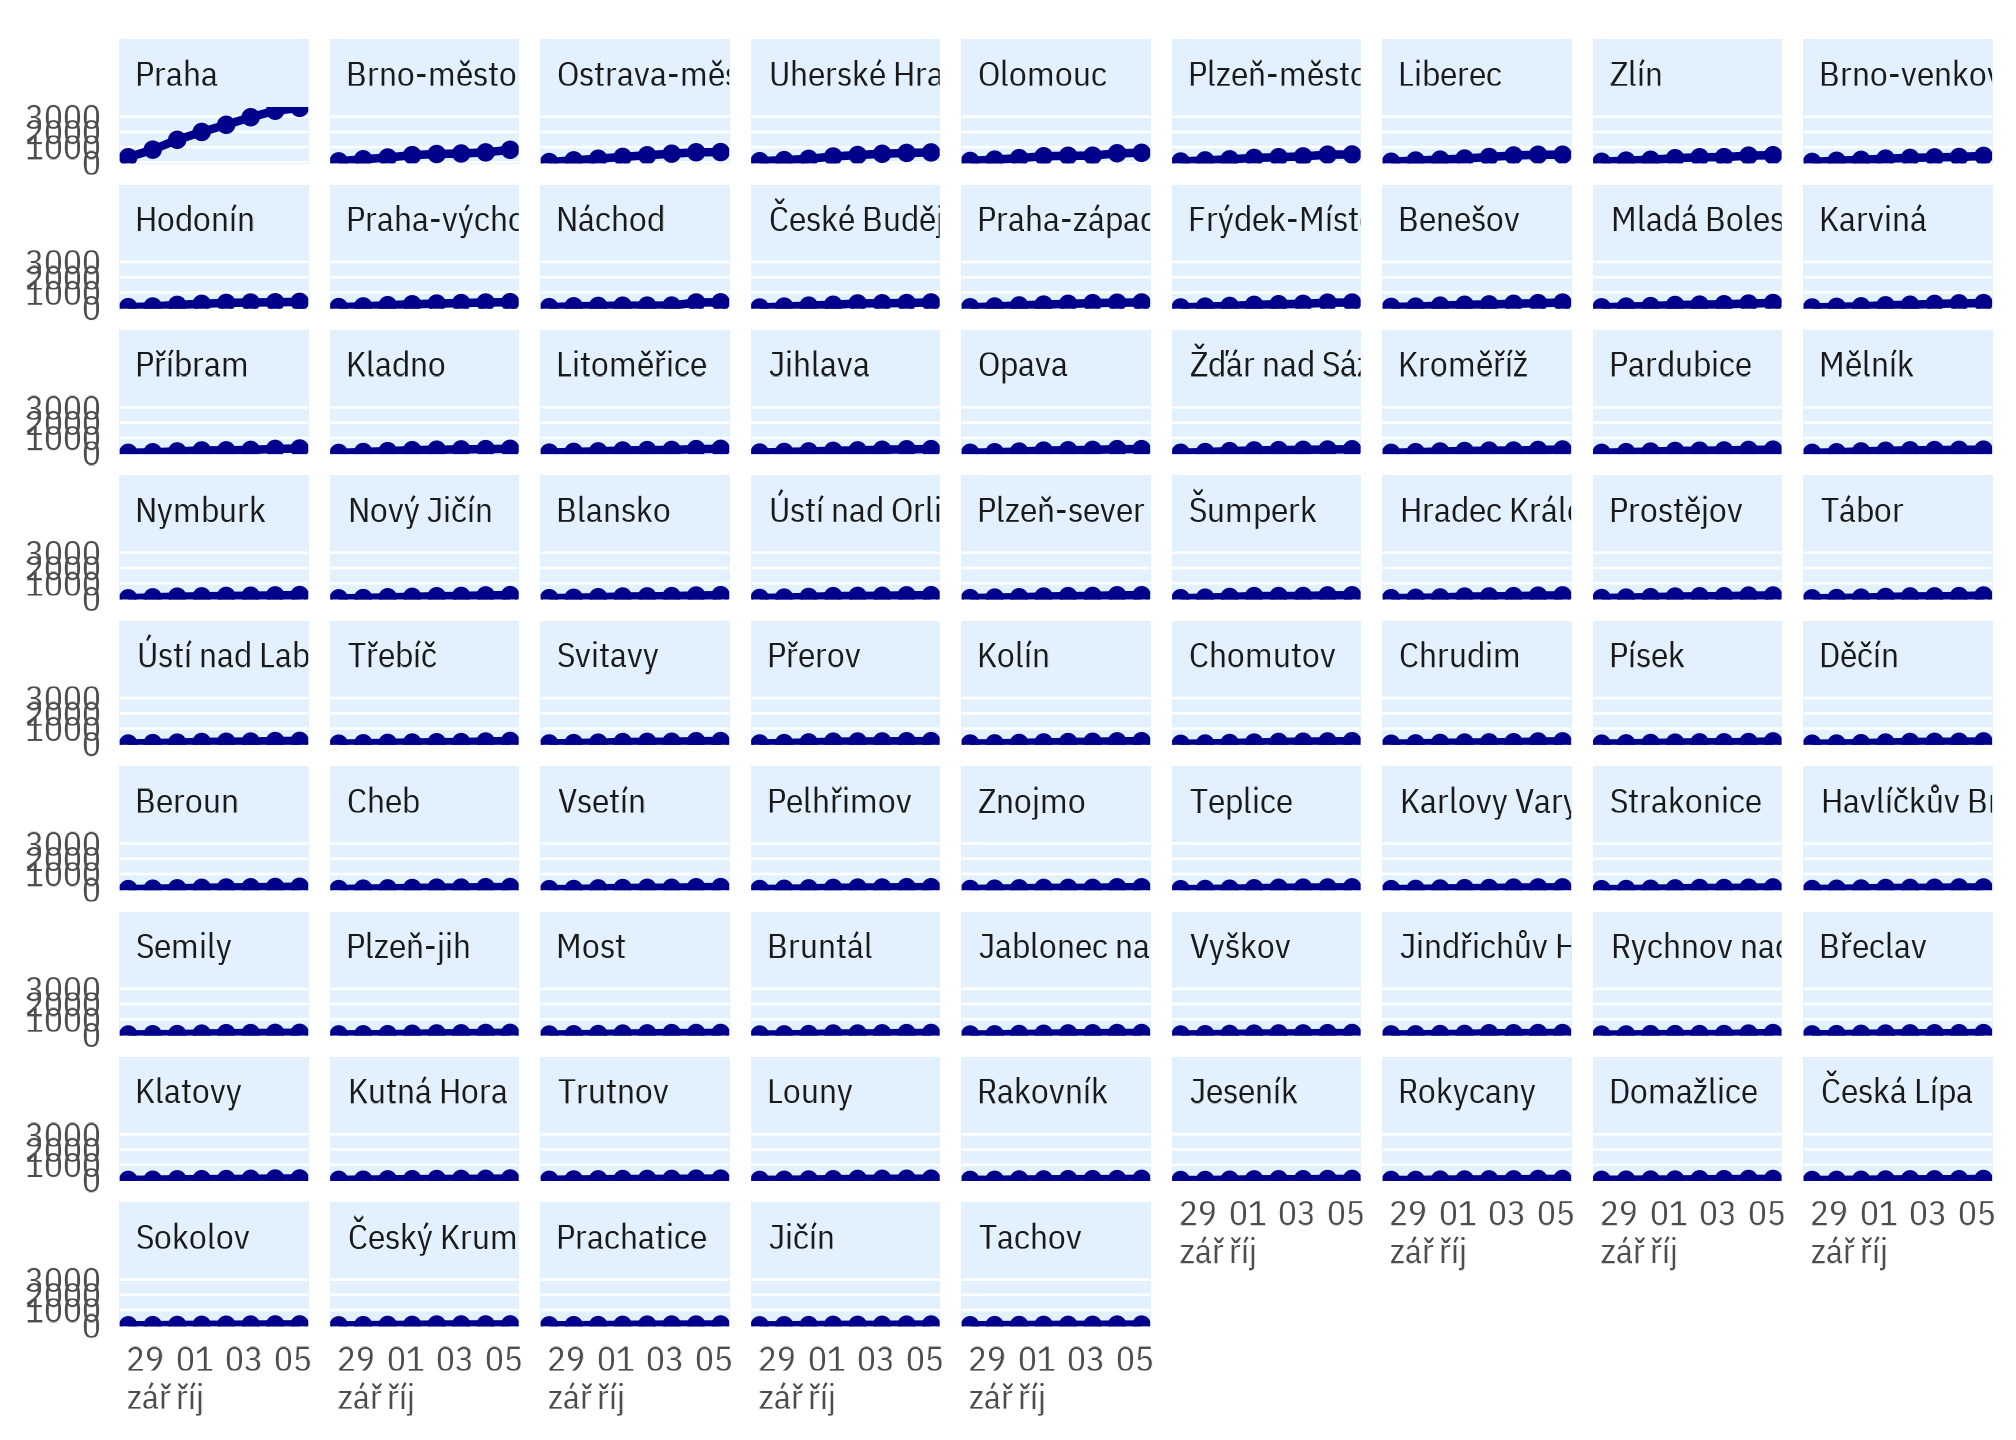 Praha Brno-město Ostrava-měs Uherské Hra Olomouc Plzeň-město Liberec Zlín Brno-venkov
3000
2000
1000
0
Hodonín Praha-výcho Náchod České Buděj Praha-západ Frýdek-Míst Benešov Mladá Boles Karviná
3000
2000
1000
0
Příbram Kladno Litoměřice Jihlava Opava Žďár nad Sáz Kroměříž Pardubice Mělník
3000
2000
1000
0
Nymburk Nový Jičín Blansko Ústí nad Orli Plzeň-sever Šumperk Hradec Králo Prostějov Tábor
3000
2000
1000
0
Ústí nad Lab Třebíč Svitavy Přerov Kolín Chomutov Chrudim Písek Děčín
3000
2000
1000
0
Beroun Cheb Vsetín Pelhřimov Znojmo Teplice Karlovy Vary Strakonice Havlíčkův Br
3000
2000
1000
0
Semily Plzeň-jih Most Bruntál Jablonec na Vyškov Jindřichův H Rychnov nad Břeclav
3000
2000
1000
0
Klatovy Kutná Hora Trutnov Louny Rakovník Jeseník Rokycany Domažlice Česká Lípa
3000
2000
1000
0
29 01 03 05 29 01 03 05 29 01 03 05 29 01 03 05
zář říj zář říj zář říj zář říj
Sokolov Český Krum Prachatice Jičín Tachov
3000
2000
1000
0
29 01 03 05 29 01 03 05 29 01 03 05 29 01 03 05 29 01 03 05
zář říj zář říj zář říj zář říj zář říj